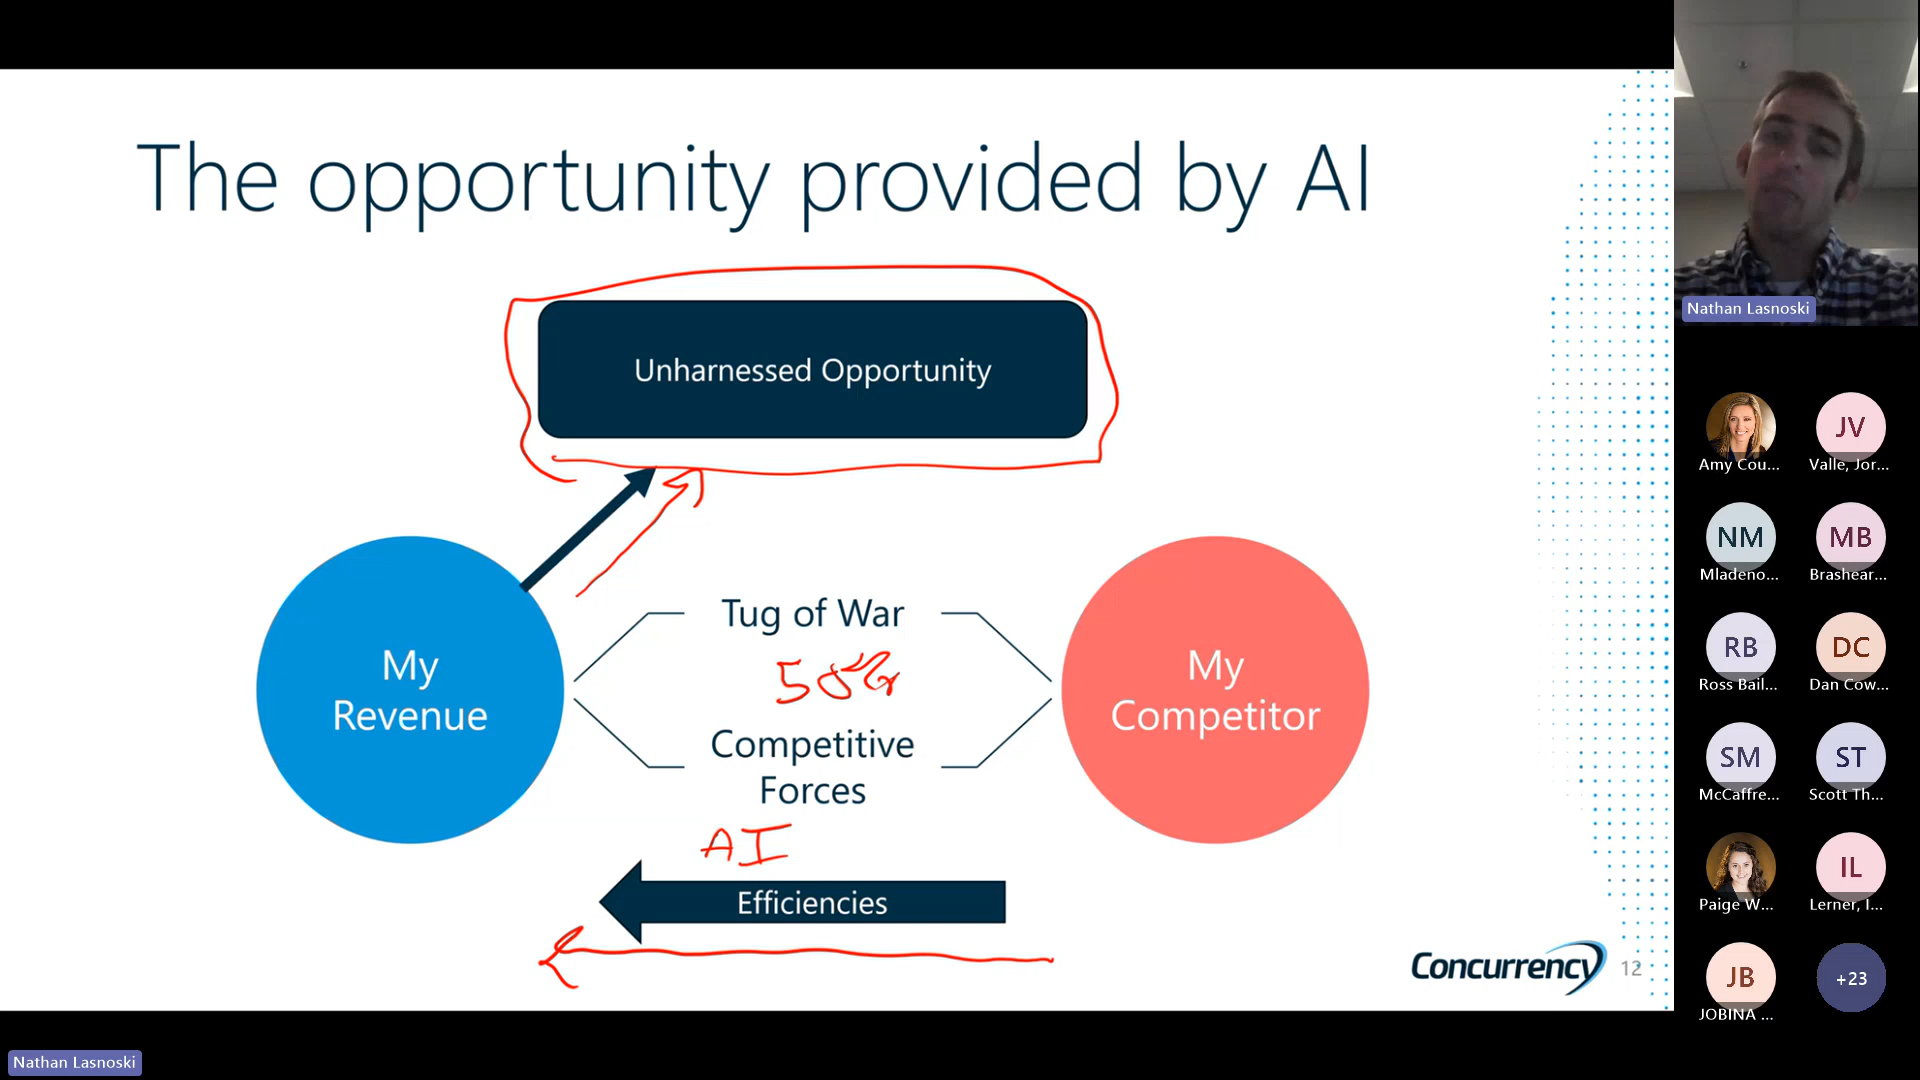 The opportunity provided by AI
Unharnessed Opportunity
My
Revenue
Tug of War
Competitive
Forces
AI
Efficiencies
My
Competitor
Concurrency
12
Nathan Lasnoski
Amy Cou...
JV
Valle, Jor...
NM
Mladeno...
MB
Brashear...
RB
Ross Bail...
DC
Dan Cow...
SM
McCaffre...
ST
Scott Th...
Paige W...
IL
Lerner, I...
JB
JOBINA ...
+23
Nathan Lasnoski